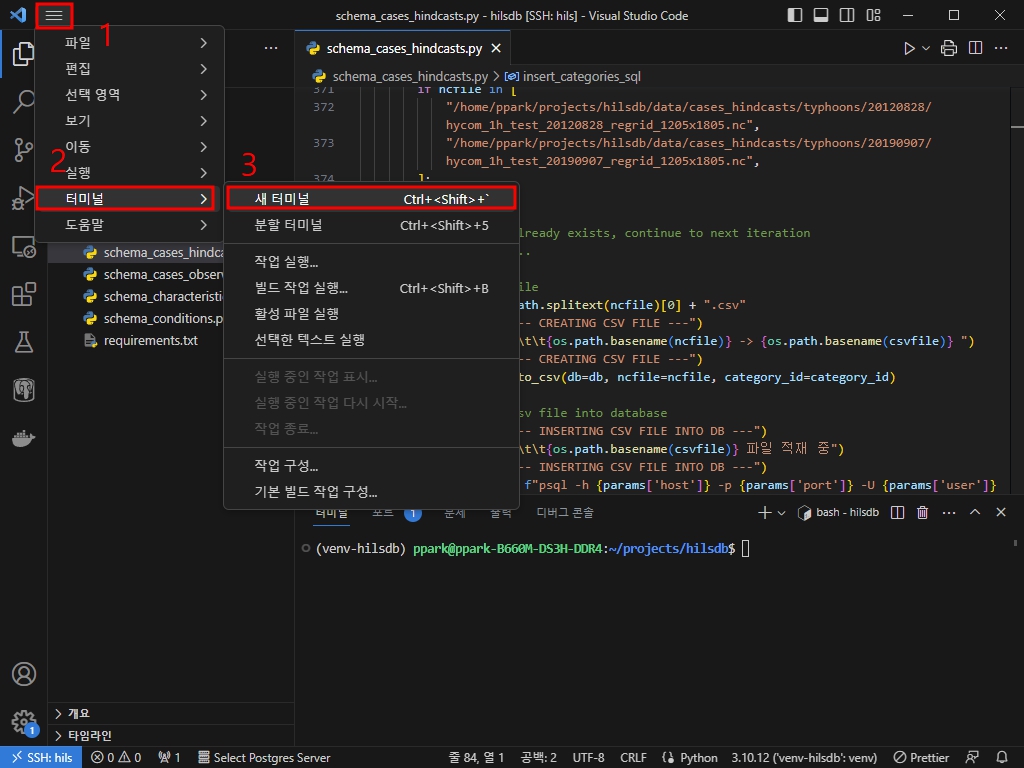 schema_cases_hindcasts.py - hilsdb [SSH: hils] - Visual Studio Code
1
파일
편집
선택 영역
보기
이동
2
실행
터미널
도움말
3
새 터미널 Ctrl+<Shift>+`
분할 터미널 Ctrl+<Shift>+5
작업 실행...
빌드 작업 실행... Ctrl+<Shift>+B
활성 파일 실행
선택한 텍스트 실행
실행 중인 작업 표시...
실행 중인 작업 다시 시작...
작업 종료...
작업 구성...
기본 빌드 작업 구성...
schema_cases_hindca
schema_cases_observ
schema_characteristi
schema_conditions.p
requirements.txt
개요
타임라인
schema_cases_hindcasts.py
schema_cases_hindcasts.py > insert_categories_sql
371 if ncfile in [
372 "/home/ppark/projects/hilsdb/data/cases_hindcasts/typhoons/20120828/
hycom_1h_test_20120828_regrid_1205x1805.nc",
373 "/home/ppark/projects/hilsdb/data/cases_hindcasts/typhoons/20190907/
hycom_1h_test_20190907_regrid_1205x1805.nc",
374 ]:
lready exists, continue to next iteration
..
ile
ath.splitext(ncfile)[0] + ".csv"
-- CREATING CSV FILE ---")
\t\t{os.path.basename(ncfile)} -> {os.path.basename(csvfile)} ")
-- CREATING CSV FILE ---")
to_csv(db=db, ncfile=ncfile, category_id=category_id)
sv file into database
-- INSERTING CSV FILE INTO DB ---")
\t\t{os.path.basename(csvfile)} 파일 적재 중")
-- INSERTING CSV FILE INTO DB ---")
f"psql -h {params['host']} -p {params['port']} -U {params['user']}
터미널 포트 1 문제 출력 디버그 콘솔 bash - hilsdb
(venv-hilsdb) ppark@ppark-B660M-DS3H-DDR4:~/projects/hilsdb$
1
SSH: hils 0 0 1 Select Postgres Server 줄 84, 열 1 공백: 2 UTF-8 CRLF Python 3.10.12 ('venv-hilsdb': venv) Prettier